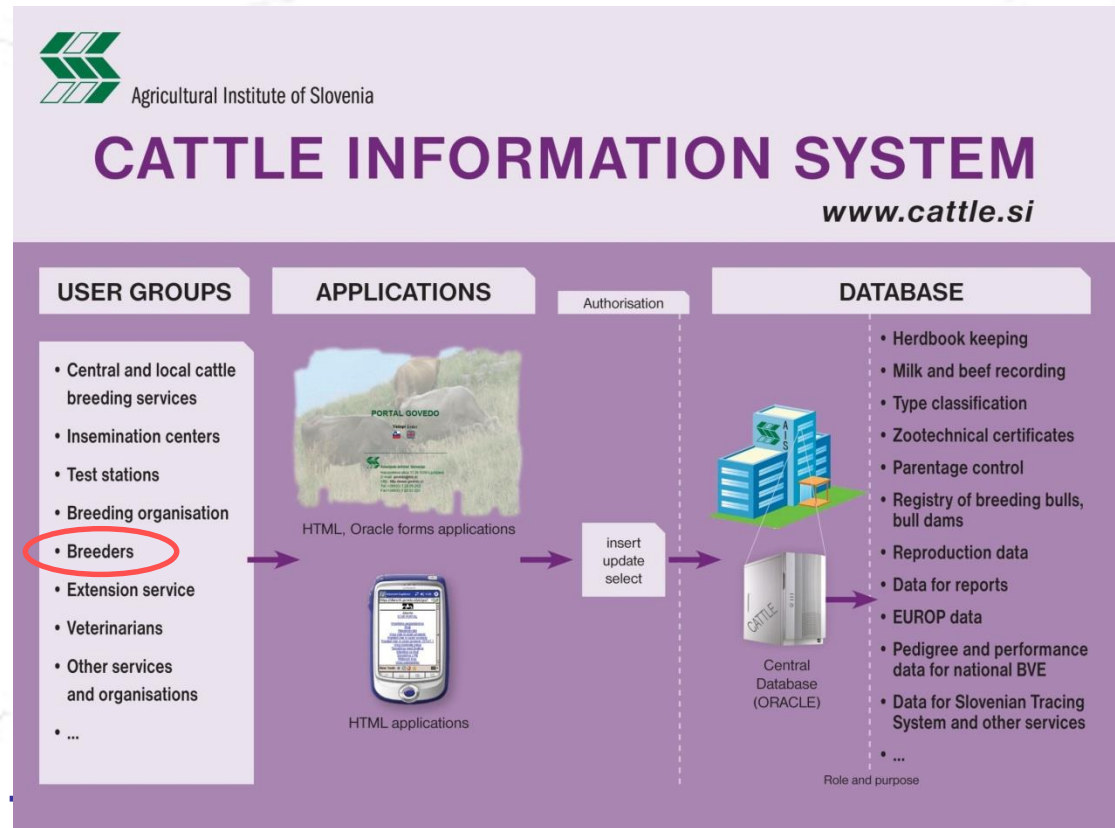 Agricultural Institute of Slovenia
CATTLE INFORMATION SYSTEM
www.cattle.si
USER GROUPS
• Central and local cattle
breeding services
• Insemination centers
• Test stations
• Breeding organisation
• Breeders
• Extension service
• Veterinarians
• Other services
and organisations
• ...
APPLICATIONS
PORTAL GOVEDO
HTML, Oracle forms applications
HTML applications
Authorisation
insert
update
select
DATABASE
AIS
CATTLE
Central
Database
(ORACLE)
• Herdbook keeping
• Milk and beef recording
• Type classification
• Zootechnical certificates
• Parentage control
• Registry of breeding bulls,
bull dams
• Reproduction data
• Data for reports
• EUROP data
• Pedigree and performance
data for national BVE
• Data for Slovenian Tracing
System and other services
• ...
Role and purpose